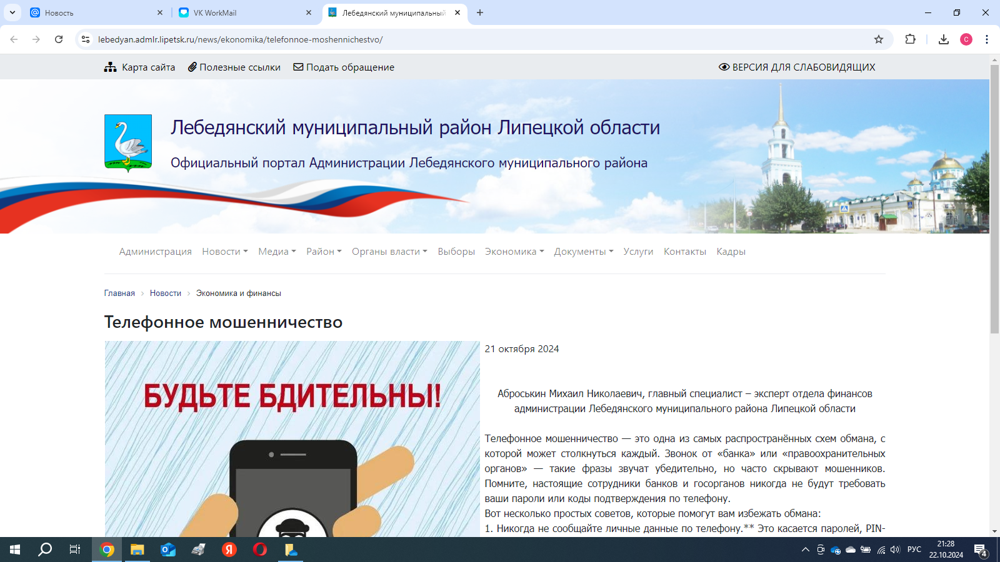 Новость
VK WorkMail
Лебедянский муниципальный
lebedyan.admlr.lipetsk.ru/news/ekonomika/telefonnoe-moshennichestvo/
С
Карта сайта Полезные ссылки Подать обращение ВЕРСИЯ ДЛЯ СЛАБОВИДЯЩИХ
Лебедянский муниципальный район Липецкой области
Официальный портал Администрации Лебедянского муниципального района
Администрация Новости Медиа Район Органы власти Выборы Экономика Документы Услуги Контакты Кадры
Главная › Новости › Экономика и финансы
Телефонное мошенничество
БУДЬТЕ БДИТЕЛЬНЫ!
21 октября 2024
Аброськин Михаил Николаевич, главный специалист – эксперт отдела финансов
администрации Лебедянского муниципального района Липецкой области
Телефонное мошенничество — это одна из самых распространённых схем обмана, с
которой может столкнуться каждый. Звонок от «банка» или «правоохранительных
органов» — такие фразы звучат убедительно, но часто скрывают мошенников.
Помните, настоящие сотрудники банков и госорганов никогда не будут требовать
ваши пароли или коды подтверждения по телефону.
Вот несколько простых советов, которые помогут вам избежать обмана:
1. Никогда не сообщайте личные данные по телефону.** Это касается паролей, PIN-
Я
РУС
21:28
22.10.2024
4